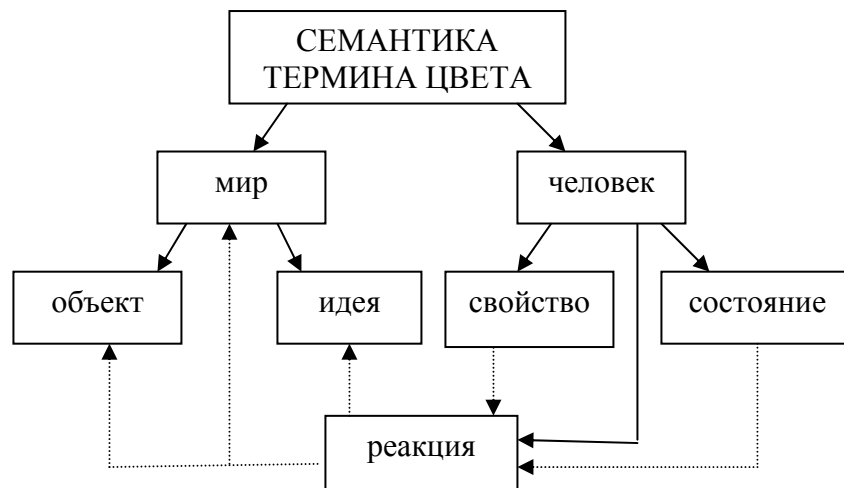 СЕМАНТИКА
ТЕРМИНА ЦВЕТА
мир
человек
объект
идея
свойство
состояние
реакция